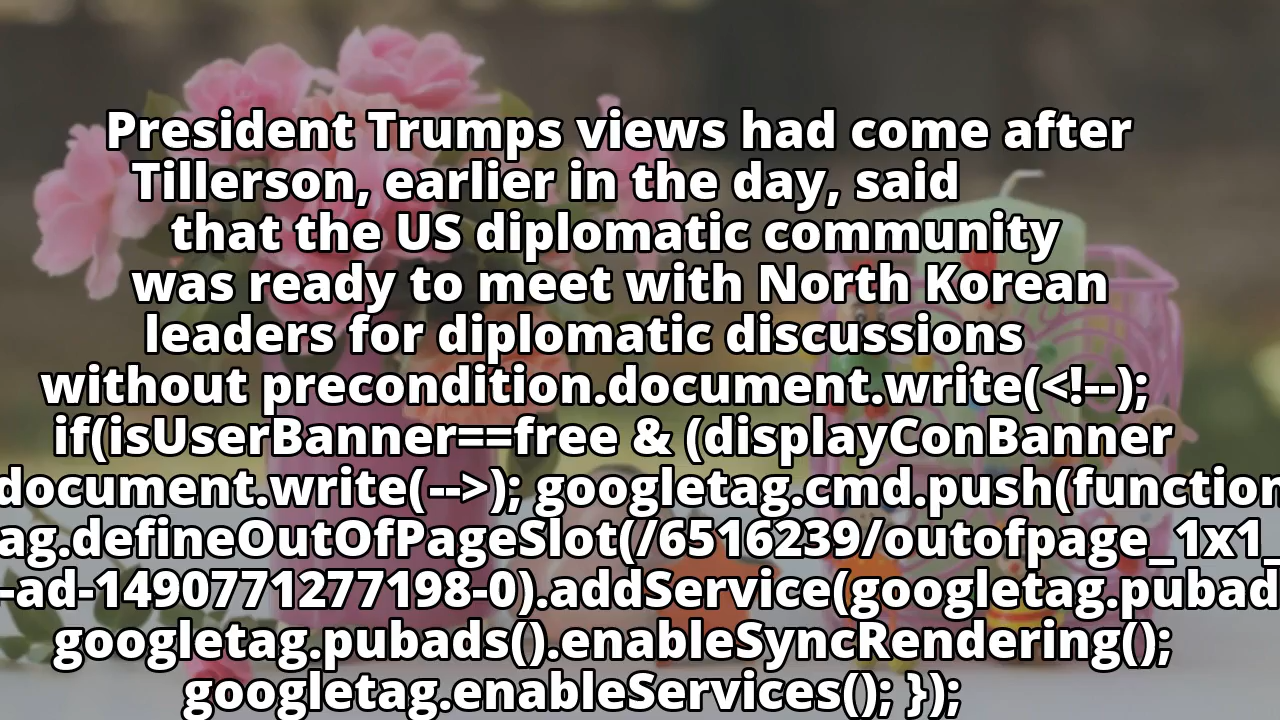 President Trumps views had come after
Tillerson, earlier in the day, said
that the US diplomatic community
was ready to meet with North Korean
leaders for diplomatic discussions
without precondition.document.write(<!--);
if(isUserBanner==free & (displayConBanner
document.write(-->); googletag.cmd.push(function
ag.defineOutOfPageSlot(/6516239/outofpage_1x1_
-ad-1490771277198-0).addService(googletag.pubad
googletag.pubads().enableSyncRendering();
googletag.enableServices(); });